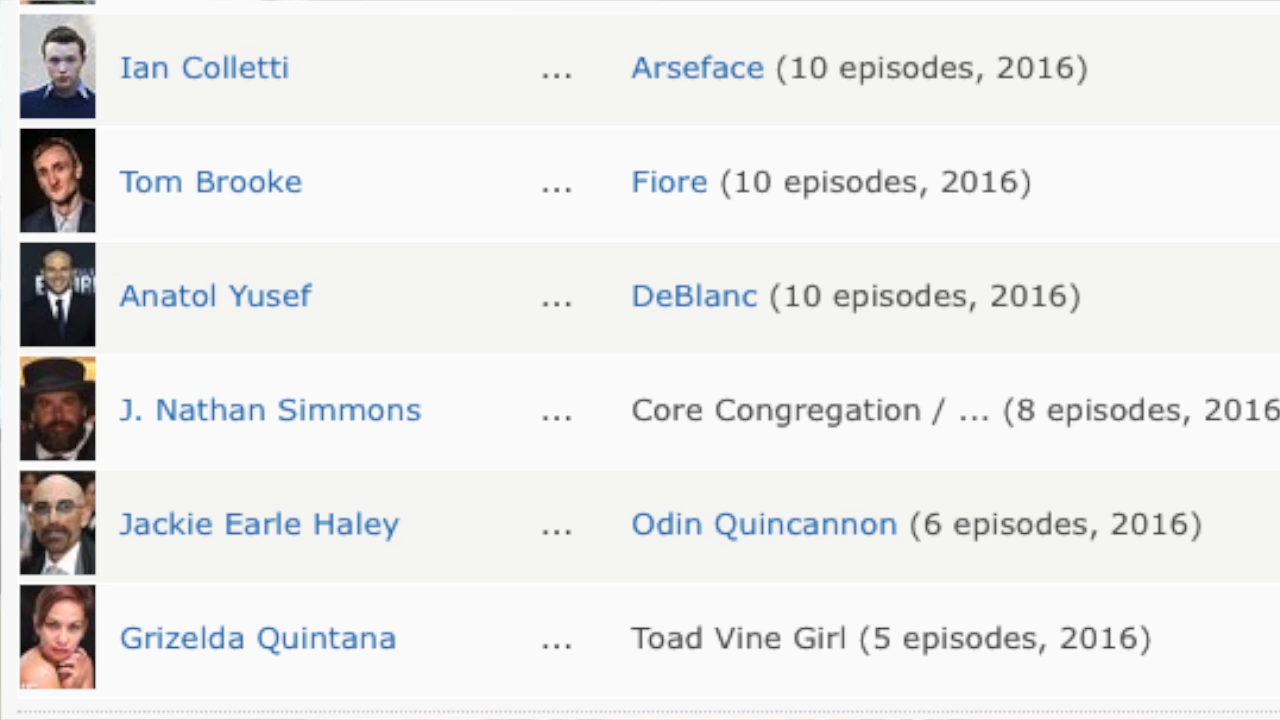 Ian Colletti ... Arseface (10 episodes, 2016)
Tom Brooke ... Fiore (10 episodes, 2016)
Anatol Yusef ... DeBlanc (10 episodes, 2016)
J. Nathan Simmons ... Core Congregation / ... (8 episodes, 2016
Jackie Earle Haley ... Odin Quincannon (6 episodes, 2016)
Grizelda Quintana ... Toad Vine Girl (5 episodes, 2016)